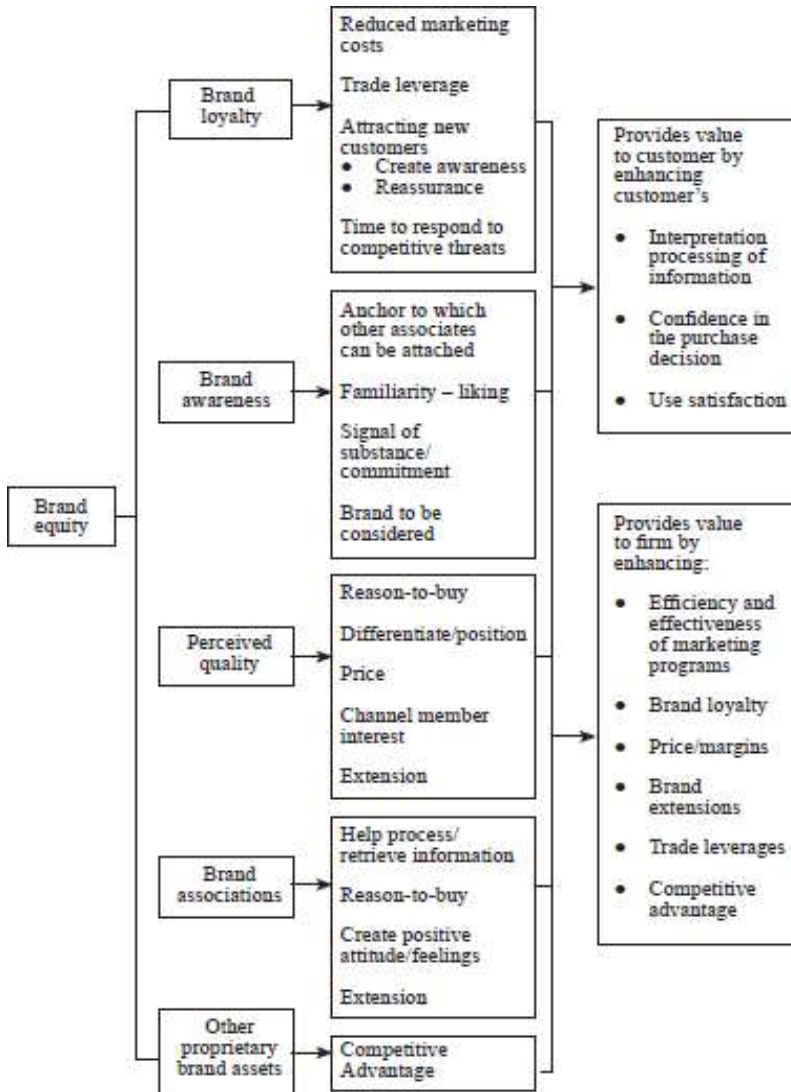 Brand
equity
Brand
loyalty
Reduced marketing
costs
Trade leverage
Attracting new
customers
● Create awareness
● Reassurance
Time to respond to
competitive threats
Brand
awareness
Anchor to which
other associates
can be attached
Familiarity – liking
Signal of
substance/
commitment
Brand to be
considered
Perceived
quality
Reason-to-buy
Differentiate/position
Price
Channel member
interest
Extension
Brand
associations
Help process/
retrieve information
Reason-to-buy
Create positive
attitude/feelings
Extension
Other
proprietary
brand assets
Competitive
Advantage
Provides value
to customer by
enhancing
customer’s
● Interpretation
processing of
information
● Confidence in
the purchase
decision
● Use satisfaction
Provides value
to firm by
enhancing:
● Efficiency and
effectiveness
of marketing
programs
● Brand loyalty
● Price/margins
● Brand
extensions
● Trade leverages
● Competitive
advantage